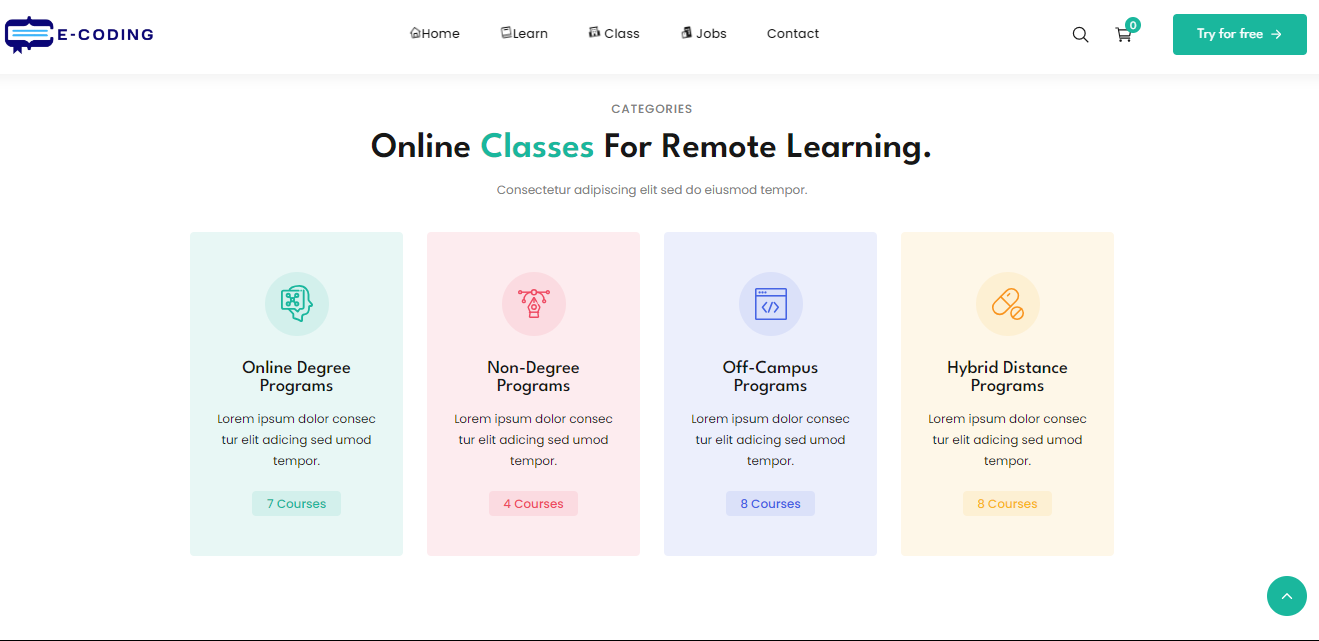 E-CODING
Home Learn Class Jobs Contact
0
Try for free →
CATEGORIES
Online Classes For Remote Learning.
Consectetur adipiscing elit sed do eiusmod tempor.
Online Degree
Programs
Lorem ipsum dolor consec
tur elit adicing sed umod
tempor.
7 Courses
Non-Degree
Programs
Lorem ipsum dolor consec
tur elit adicing sed umod
tempor.
4 Courses
Off-Campus
Programs
Lorem ipsum dolor consec
tur elit adicing sed umod
tempor.
8 Courses
Hybrid Distance
Programs
Lorem ipsum dolor consec
tur elit adicing sed umod
tempor.
8 Courses